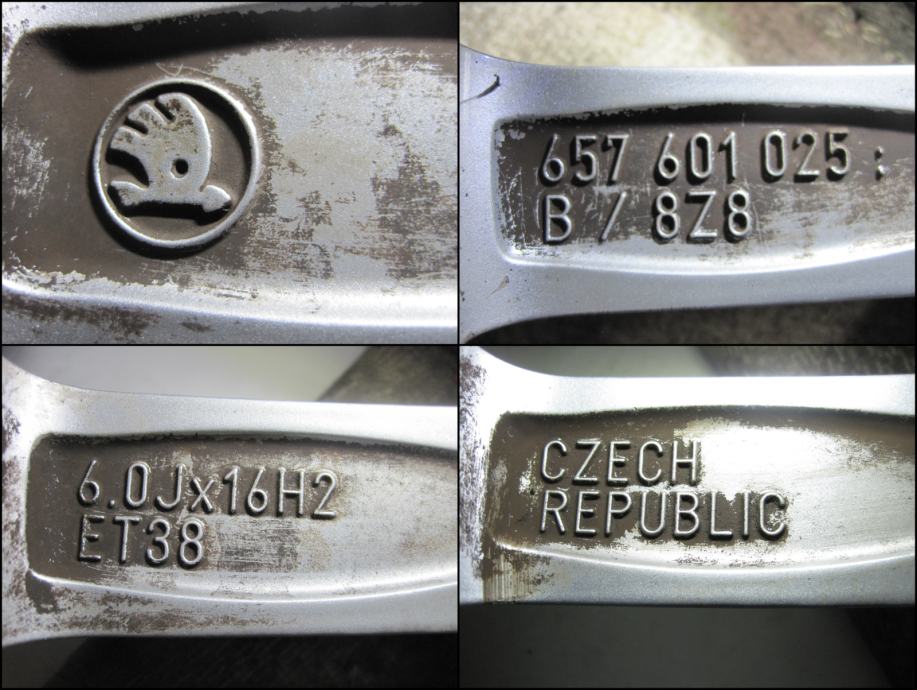 657 601 025 :
B / 8Z8
6.0Jx16H2
ET38
CZECH
REPUBLIC